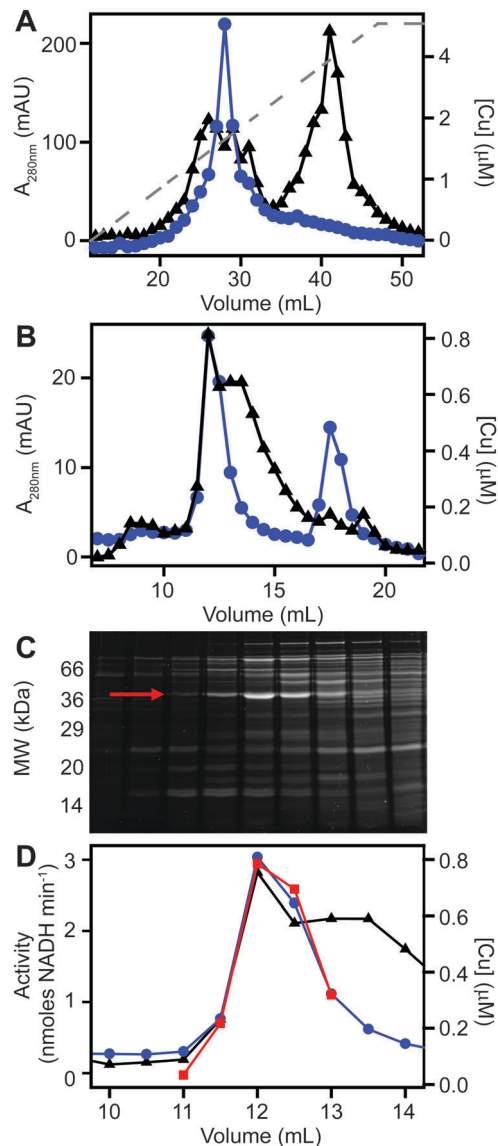 A
A280nm (mAU)
200
100
0
[Cu] (μM)
4
2
1
0
20 30 40 50
Volume (mL)
B
A280nm (mAU)
20
10
0
[Cu] (μM)
0.8
0.6
0.4
0.2
0.0
10 15 20
Volume (mL)
C
MW (kDa)
66
36
29
20
14
D
Activity
(nmoles NADH min-1)
3
2
1
0
[Cu] (μM)
0.8
0.6
0.4
0.2
0.0
10 11 12 13 14
Volume (mL)